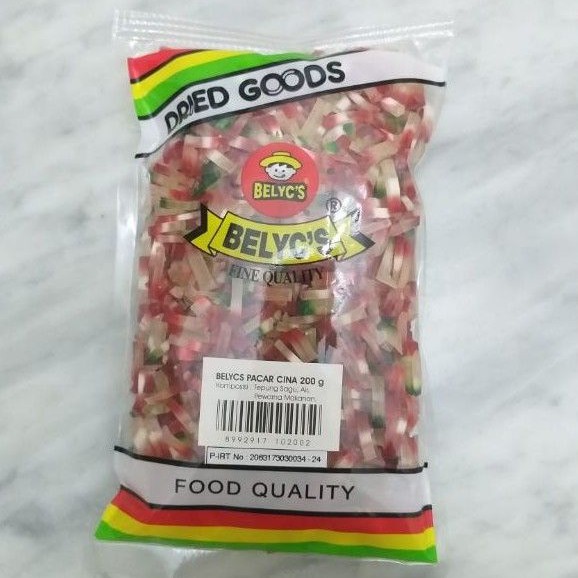 DRIED GOODS
BELYC'S
®
BELYC'S
FINE QUALITY
BELYCS PACAR CINA 200 g
Komposisi : Tepung Sagu, Air,
Pewarna Makanan.
8992917 102002
P-IRT No : 2063173030034 - 24
FOOD QUALITY